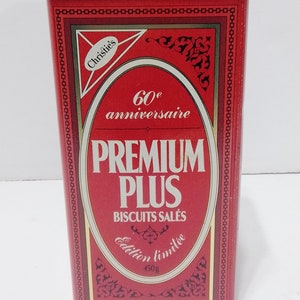 Christie's
60e
anniversaire
PREMIUM
PLUS
BISCUITS SALÉS
Édition limitée
450g